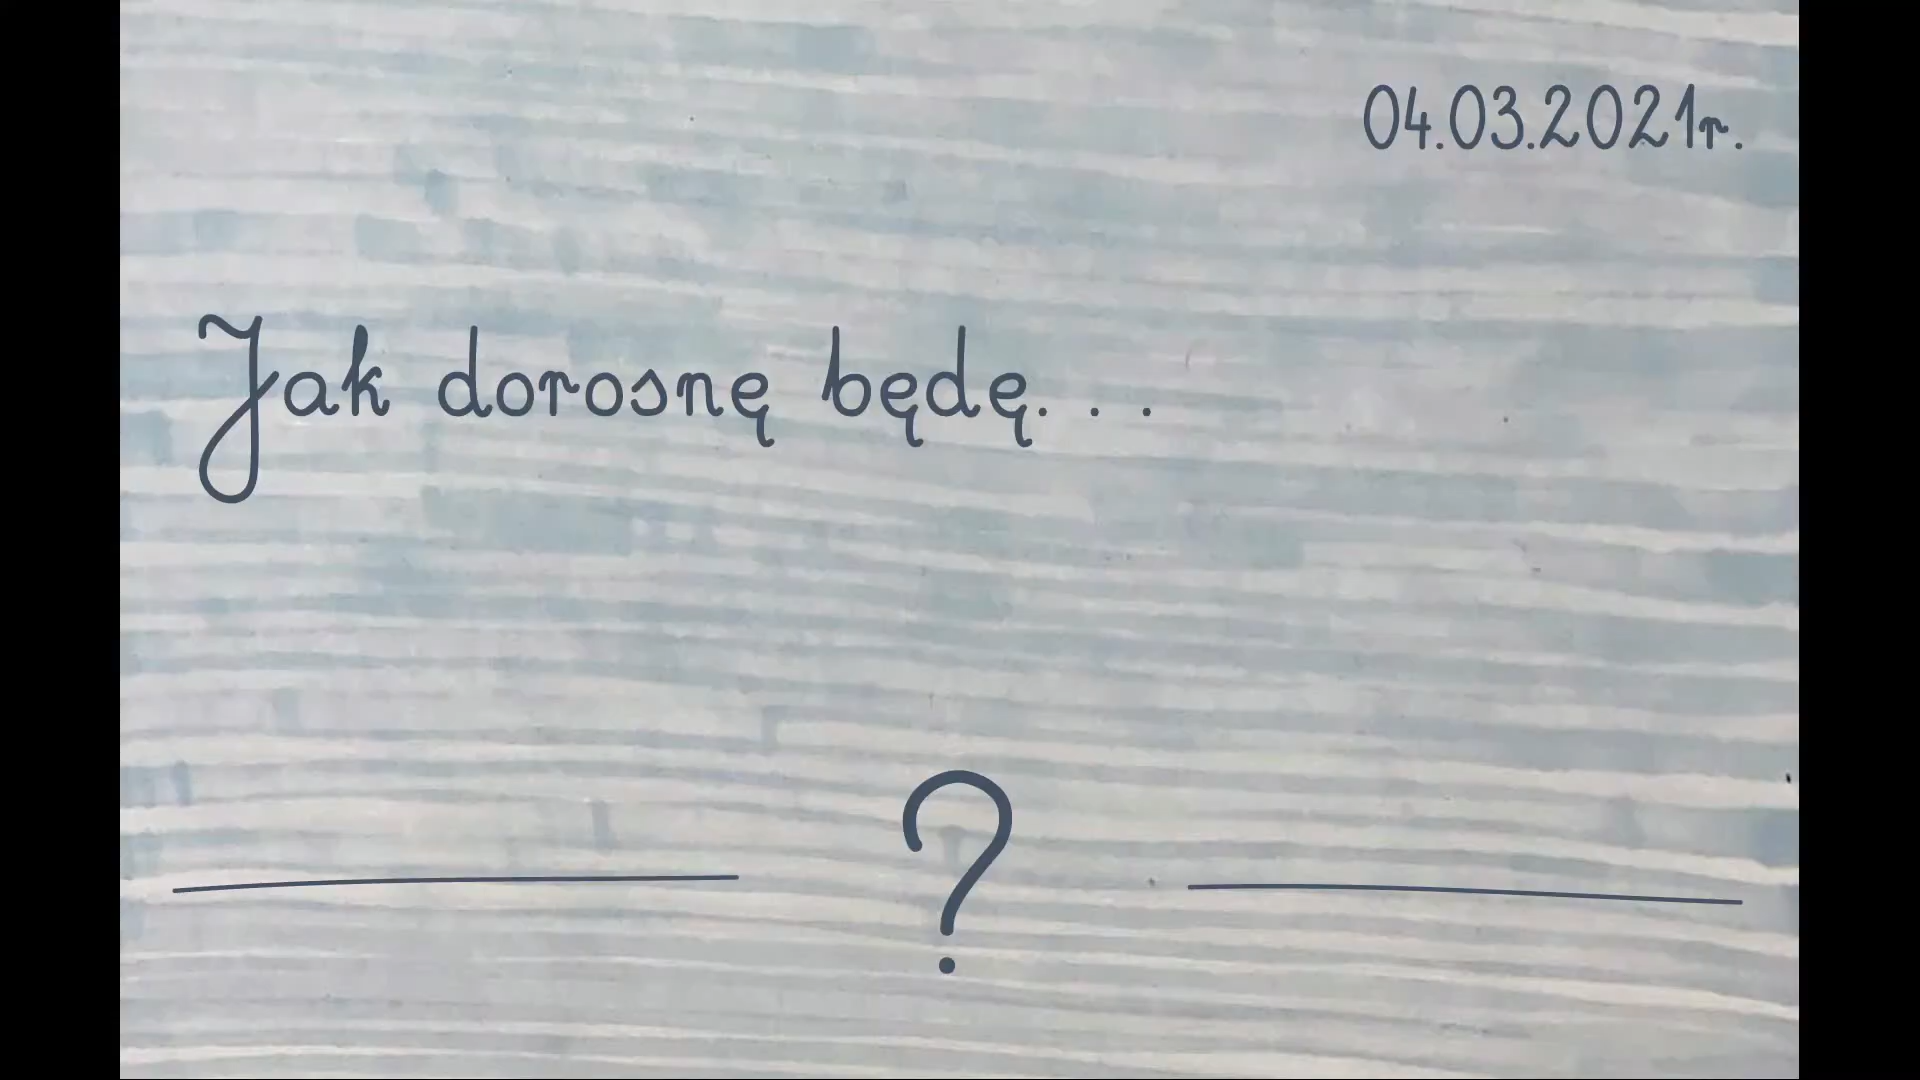 04.03.2021r.
Jak dorosnę będę. . .
?